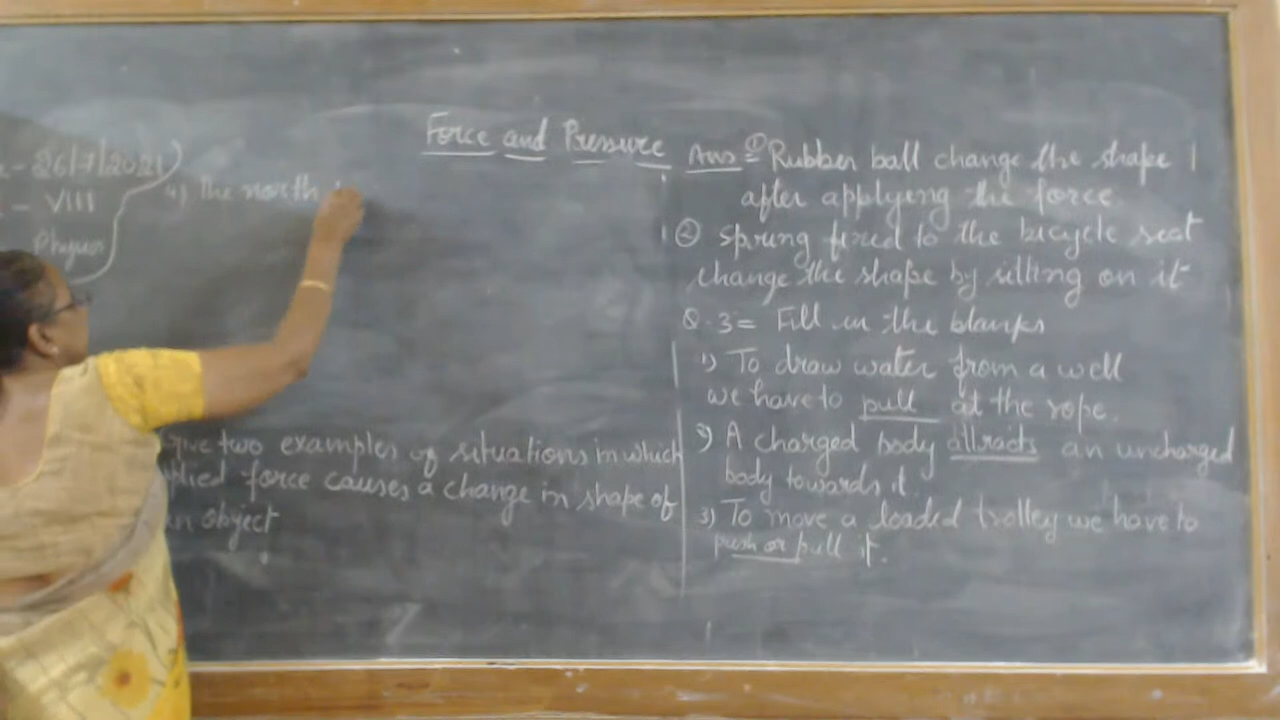 Force and Pressure
- 26/7/2021
- VIII
Physics
4) The north
Give two examples of situations in which
applied force causes a change in shape of
an object
Ans ① Rubber ball change the shape
after applying the force.
② spring fixed to the bicycle seat
change the shape by sitting on it
Q.3= Fill in the blanks
1) To draw water from a well
we have to pull at the rope.
2) A charged body attracts an uncharged
body towards it.
3) To move a loaded trolley we have to
push or pull it.